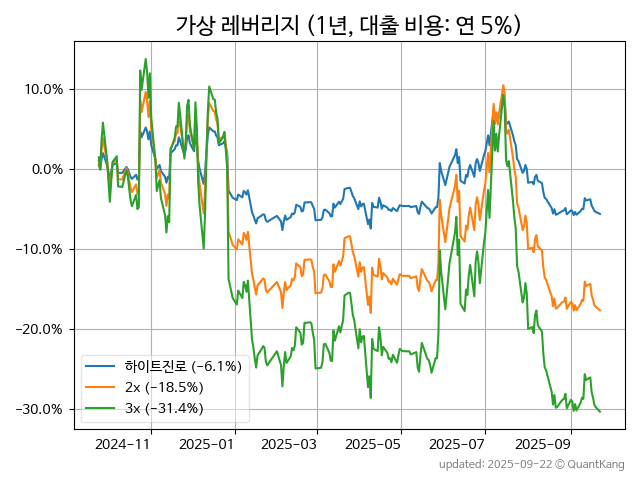 가상 레버리지 (1년, 대출 비용: 연 5%)
10.0%
0.0%
−10.0%
−20.0%
−30.0%
하이트진로 (−6.1%)
2x (−18.5%)
3x (−31.4%)
2024-11 2025-01 2025-03 2025-05 2025-07 2025-09
updated: 2025-09-22 © QuantKang